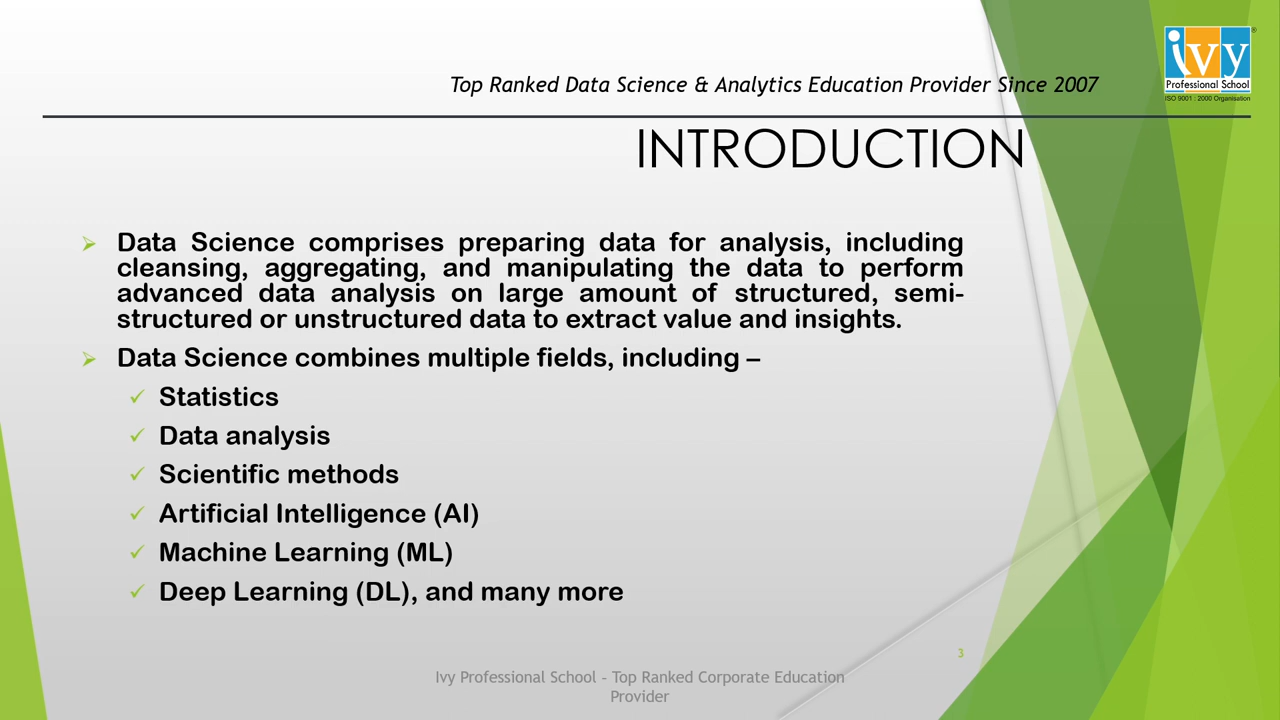 Top Ranked Data Science & Analytics Education Provider Since 2007
ivy®
Professional School
ISO 9001 : 2000 Organisation
INTRODUCTION
Data Science comprises preparing data for analysis, including
cleansing, aggregating, and manipulating the data to perform
advanced data analysis on large amount of structured, semi-
structured or unstructured data to extract value and insights.
Data Science combines multiple fields, including –
Statistics
Data analysis
Scientific methods
Artificial Intelligence (AI)
Machine Learning (ML)
Deep Learning (DL), and many more
3
Ivy Professional School - Top Ranked Corporate Education
Provider